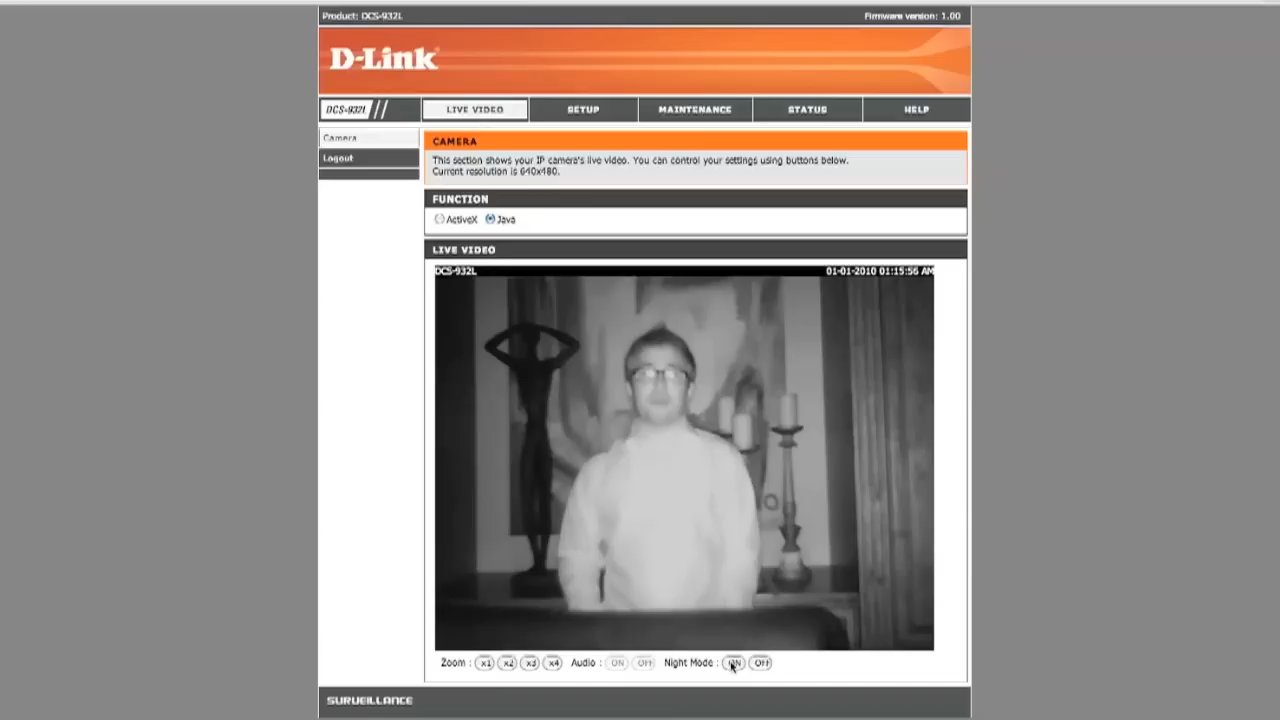 Product: DCS-932L
Firmware version: 1.00
D-Link
DCS-932L
LIVE VIDEO
SETUP
MAINTENANCE
STATUS
HELP
Camera
Logout
CAMERA
This section shows your IP camera's live video. You can control your settings using buttons below.
Current resolution is 640x480.
FUNCTION
ActiveX
Java
LIVE VIDEO
DCS-932L
01-01-2010 01:15:56 AM
Zoom : x1 x2 x3 x4 Audio : ON OFF Night Mode : ON OFF
SURVEILLANCE